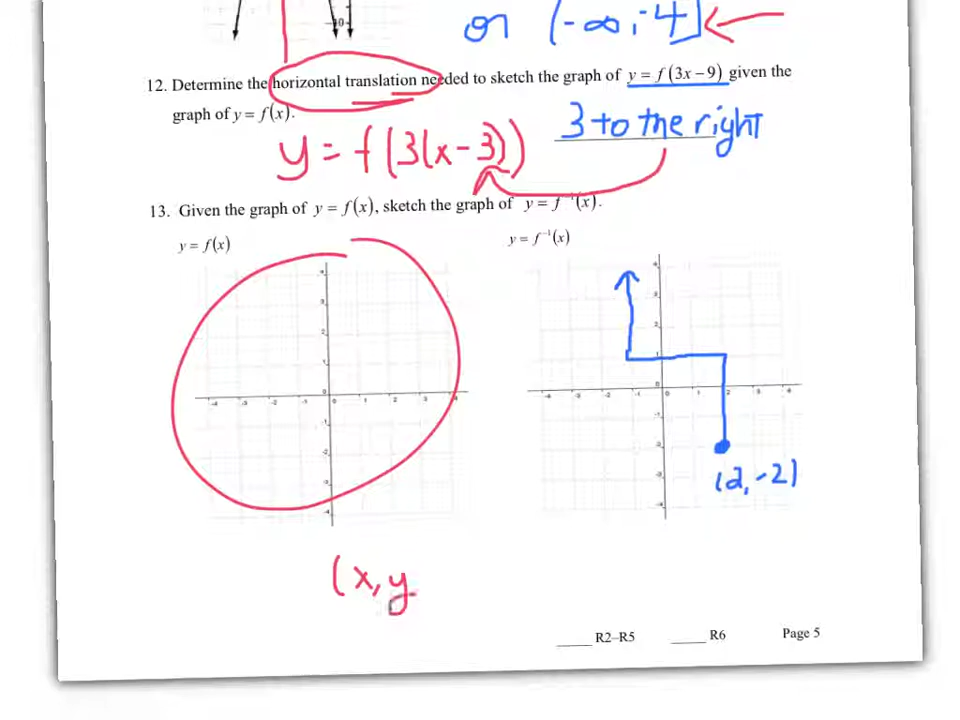 or (-∞, -4]
12. Determine the horizontal translation needed to sketch the graph of y = f(3x – 9) given the
graph of y = f(x).
3 to the right
y = f(3(x - 3))
13. Given the graph of y = f(x), sketch the graph of y = f⁻¹(x).
y = f(x)
y = f⁻¹(x)
(2, -2)
(x, y
R2–R5 R6 Page 5